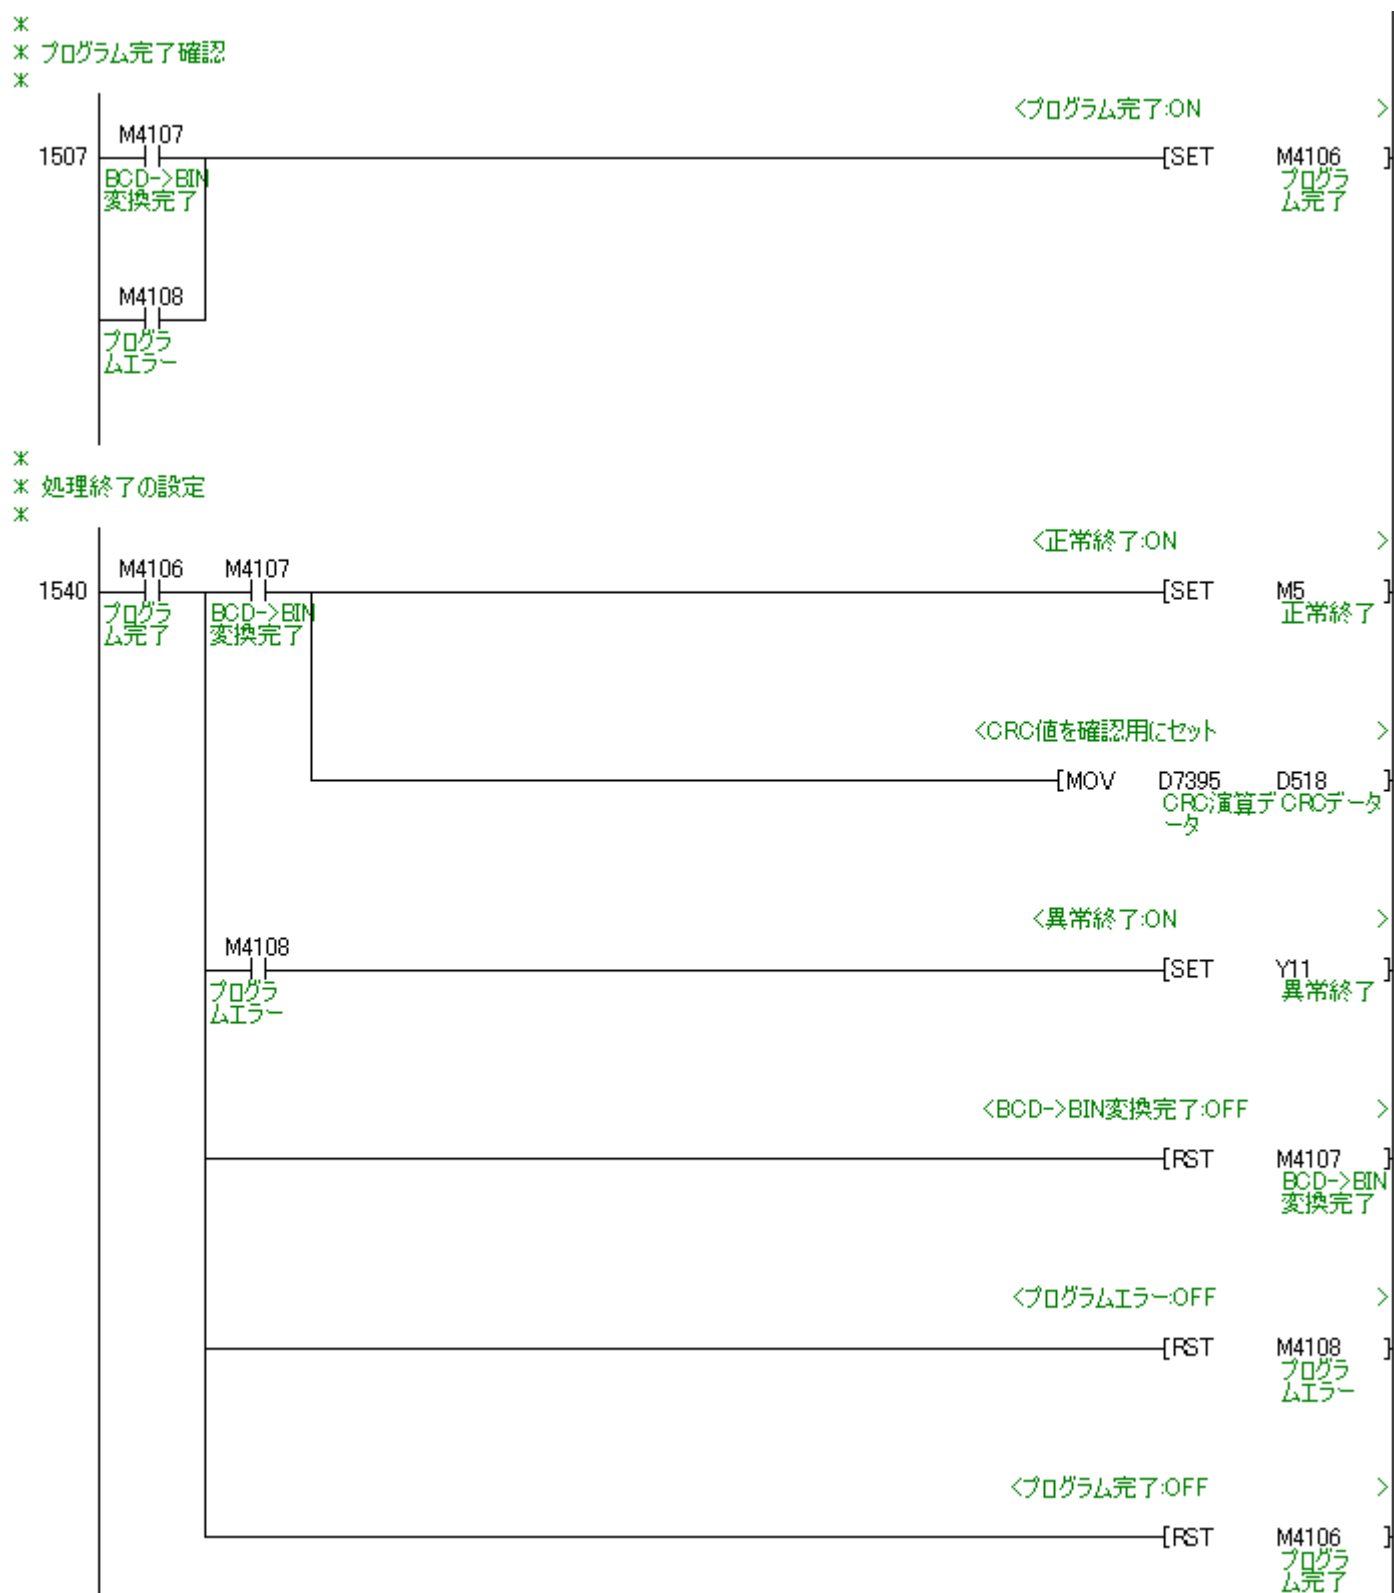 *
* プログラム完了確認
*
<プログラム完了:ON >
M4107
1507
[SET M4106 ]
BCD->BIN
変換完了
プログラ
ム完了
M4108
プログラ
ムエラー
*
* 処理終了の設定
*
<正常終了:ON >
M4106 M4107
1540
[SET M5 ]
プログラ
ム完了
BCD->BIN
変換完了
正常終了
<CRC値を確認用にセット >
[MOV D7395 D518 ]
CRC演算デ
ータ
CRCデータ
<異常終了:ON >
M4108
[SET Y11 ]
プログラ
ムエラー
異常終了
<BCD->BIN変換完了:OFF >
[RST M4107 ]
BCD->BIN
変換完了
<プログラムエラー:OFF >
[RST M4108 ]
プログラ
ムエラー
<プログラム完了:OFF >
[RST M4106 ]
プログラ
ム完了